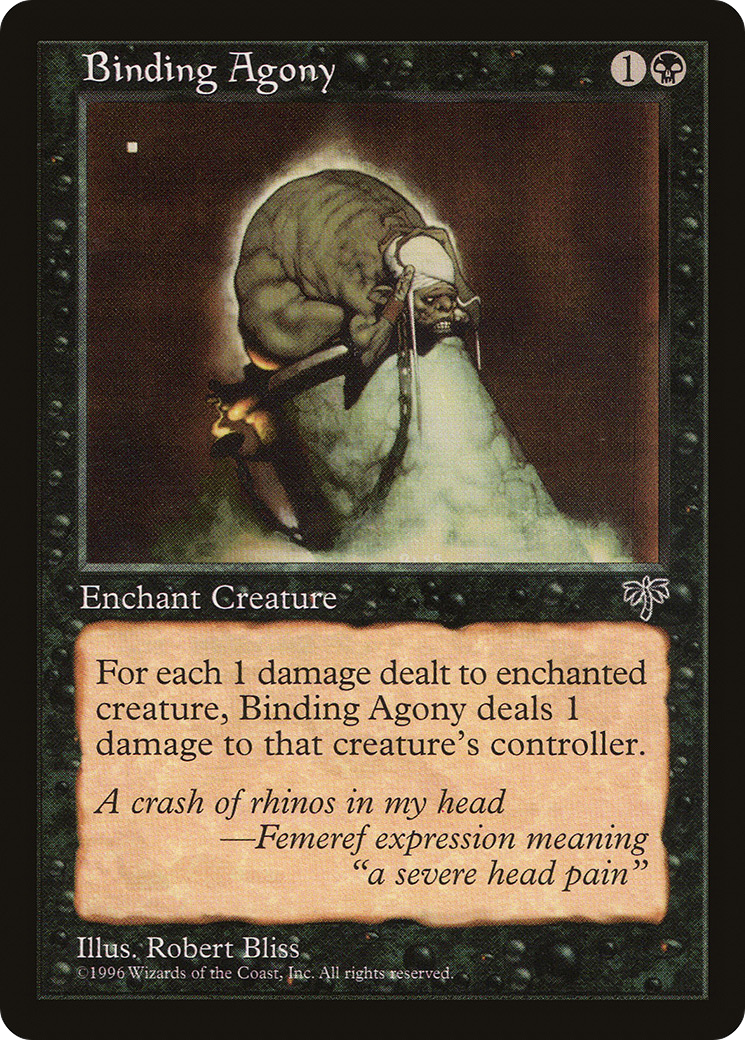 Binding Agony 1
Enchant Creature
For each 1 damage dealt to enchanted
creature, Binding Agony deals 1
damage to that creature's controller.
A crash of rhinos in my head
—Femeref expression meaning
“a severe head pain”
Illus. Robert Bliss
©1996 Wizards of the Coast, Inc. All rights reserved.